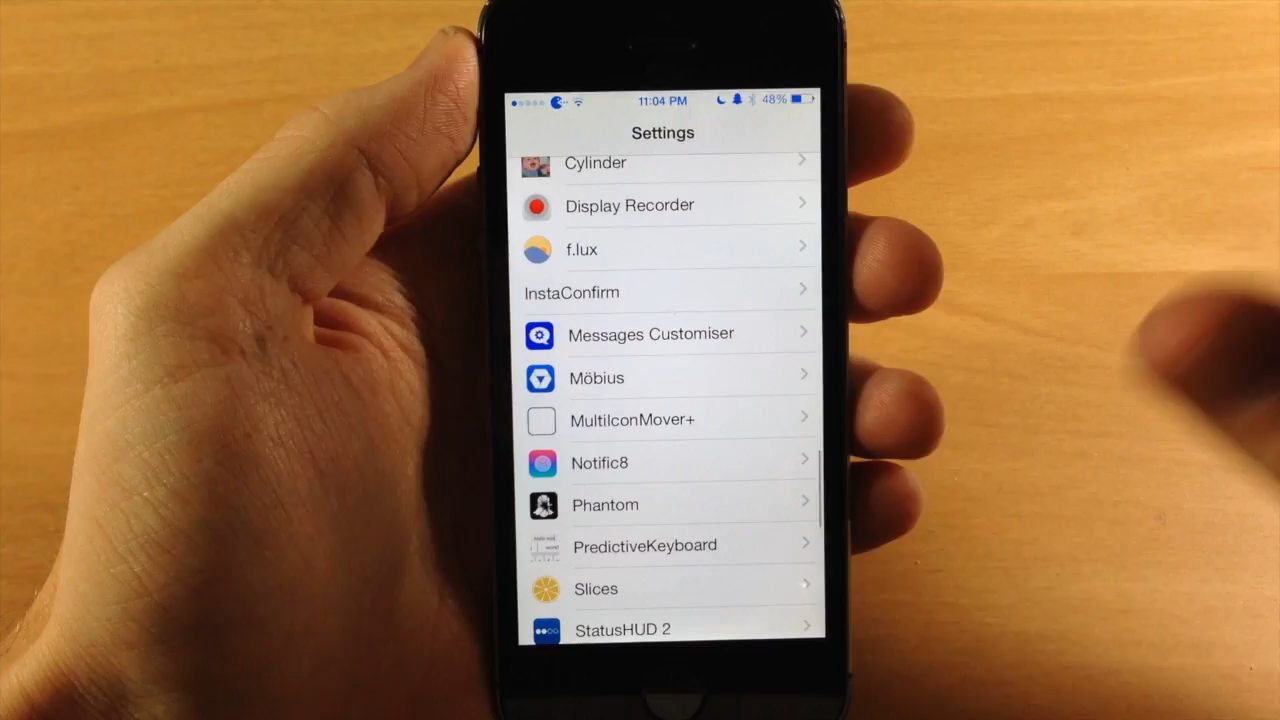 11:04 PM 48%
Settings
Cylinder
Display Recorder
f.lux
InstaConfirm
Messages Customiser
Möbius
MultiIconMover+
Notific8
Phantom
PredictiveKeyboard
Slices
StatusHUD 2